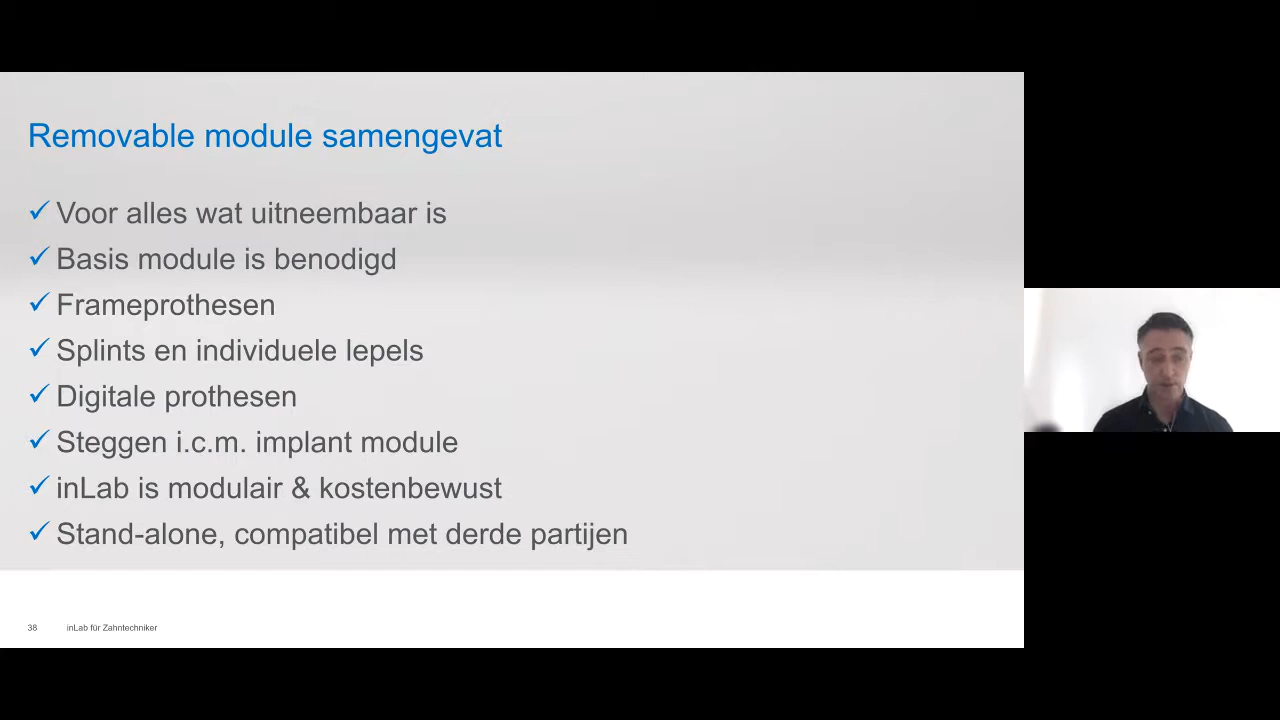 Removable module samengevat
✓ Voor alles wat uitneembaar is
✓ Basis module is benodigd
✓ Frameprothesen
✓ Splints en individuele lepels
✓ Digitale prothesen
✓ Steggen i.c.m. implant module
✓ inLab is modulair & kostenbewust
✓ Stand-alone, compatibel met derde partijen
38 inLab für Zahntechniker